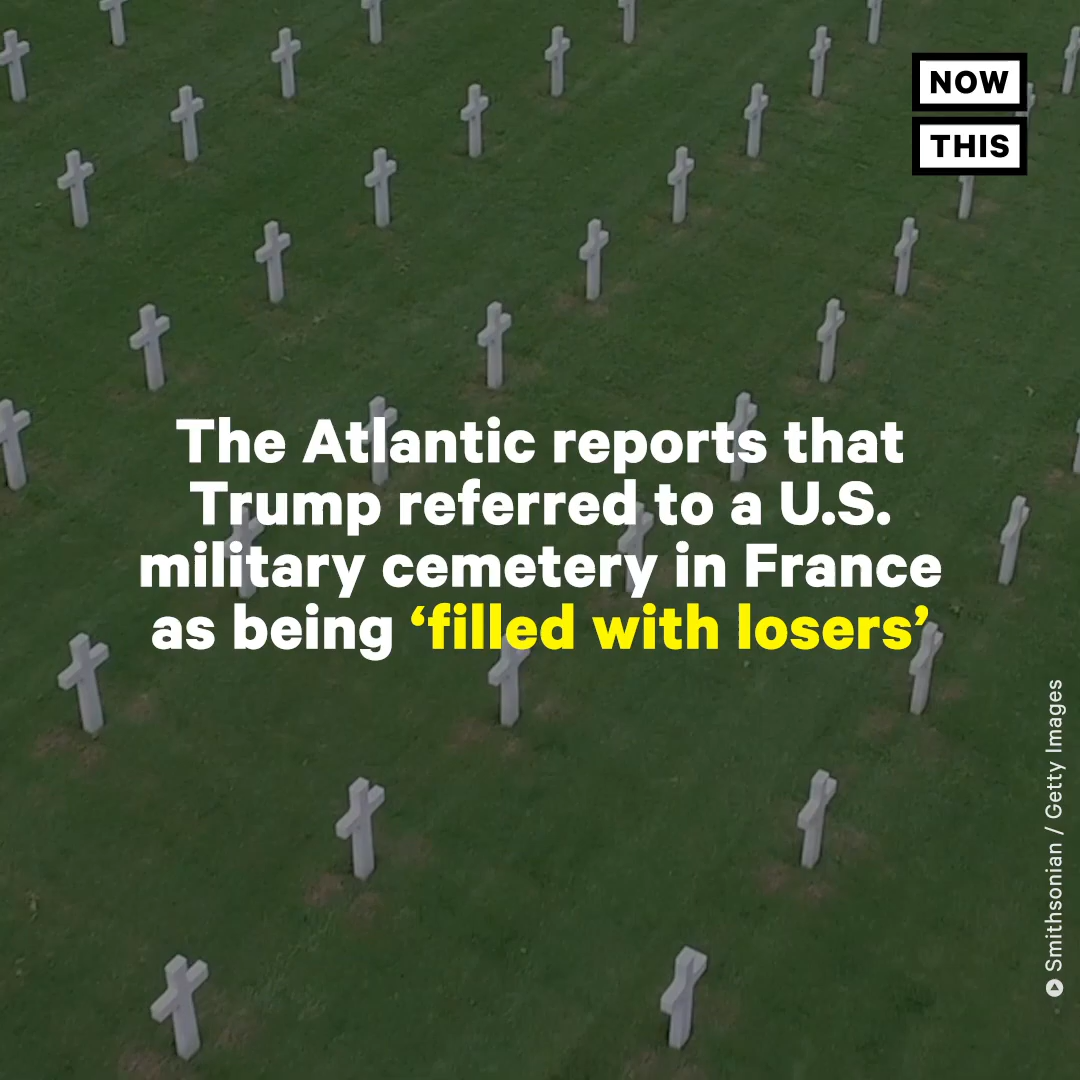 NOW
THIS
The Atlantic reports that
Trump referred to a U.S.
military cemetery in France
as being ‘filled with losers’
Smithsonian / Getty Images